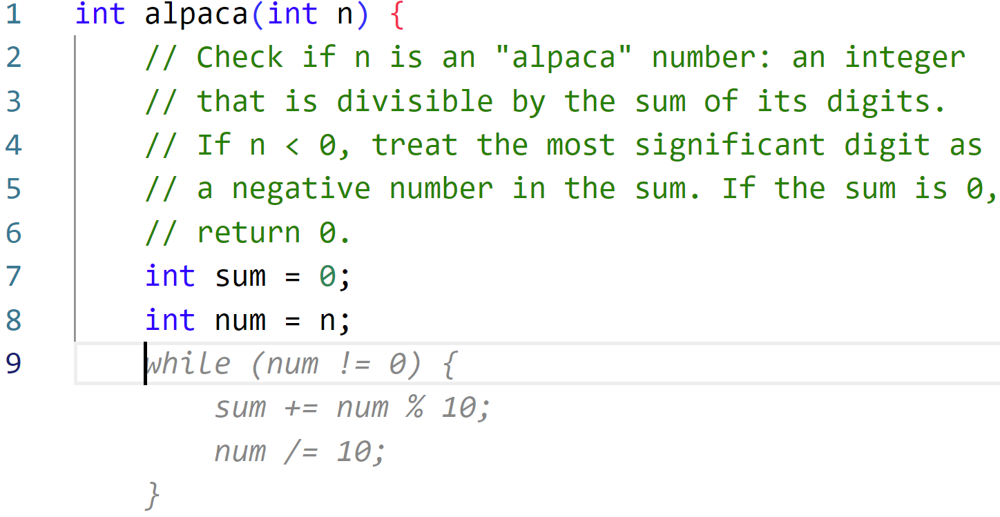 1 int alpaca(int n) {
2 // Check if n is an "alpaca" number: an integer
3 // that is divisible by the sum of its digits.
4 // If n < 0, treat the most significant digit as
5 // a negative number in the sum. If the sum is 0,
6 // return 0.
7 int sum = 0;
8 int num = n;
9 while (num != 0) {
sum += num % 10;
num /= 10;
}